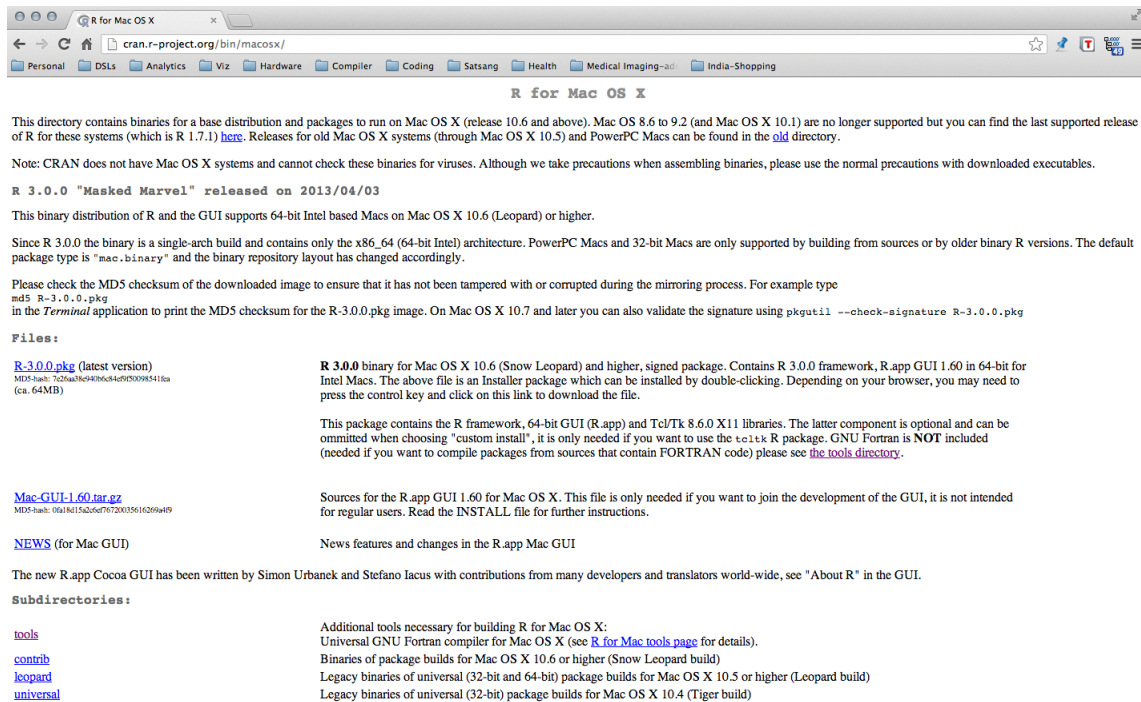 R for Mac OS X
cran.r-project.org/bin/macosx/
Personal DSLs Analytics Viz Hardware Compiler Coding Satsang Health Medical Imaging-ad India-Shopping
R for Mac OS X
This directory contains binaries for a base distribution and packages to run on Mac OS X (release 10.6 and above). Mac OS 8.6 to 9.2 (and Mac OS X 10.1) are no longer supported but you can find the last supported release
of R for these systems (which is R 1.7.1) here. Releases for old Mac OS X systems (through Mac OS X 10.5) and PowerPC Macs can be found in the old directory.
Note: CRAN does not have Mac OS X systems and cannot check these binaries for viruses. Although we take precautions when assembling binaries, please use the normal precautions with downloaded executables.
R 3.0.0 "Masked Marvel" released on 2013/04/03
This binary distribution of R and the GUI supports 64-bit Intel based Macs on Mac OS X 10.6 (Leopard) or higher.
Since R 3.0.0 the binary is a single-arch build and contains only the x86_64 (64-bit Intel) architecture. PowerPC Macs and 32-bit Macs are only supported by building from sources or by older binary R versions. The default
package type is "mac.binary" and the binary repository layout has changed accordingly.
Please check the MD5 checksum of the downloaded image to ensure that it has not been tampered with or corrupted during the mirroring process. For example type
md5 R-3.0.0.pkg
in the Terminal application to print the MD5 checksum for the R-3.0.0.pkg image. On Mac OS X 10.7 and later you can also validate the signature using pkgutil --check-signature R-3.0.0.pkg
Files:
R-3.0.0.pkg (latest version)
MD5-hash:
(ca. 64MB)
R 3.0.0 binary for Mac OS X 10.6 (Snow Leopard) and higher, signed package. Contains R 3.0.0 framework, R.app GUI 1.60 in 64-bit for
Intel Macs. The above file is an Installer package which can be installed by double-clicking. Depending on your browser, you may need to
press the control key and click on this link to download the file.
This package contains the R framework, 64-bit GUI (R.app) and Tcl/Tk 8.6.0 X11 libraries. The latter component is optional and can be
ommitted when choosing "custom install", it is only needed if you want to use the tcltk R package. GNU Fortran is NOT included
(needed if you want to compile packages from sources that contain FORTRAN code) please see the tools directory.
Mac-GUI-1.60.tar.gz
MD5-hash:
Sources for the R.app GUI 1.60 for Mac OS X. This file is only needed if you want to join the development of the GUI, it is not intended
for regular users. Read the INSTALL file for further instructions.
NEWS (for Mac GUI)
News features and changes in the R.app Mac GUI
The new R.app Cocoa GUI has been written by Simon Urbanek and Stefano Iacus with contributions from many developers and translators world-wide, see "About R" in the GUI.
Subdirectories:
tools
Additional tools necessary for building R for Mac OS X:
Universal GNU Fortran compiler for Mac OS X (see R for Mac tools page for details).
contrib
Binaries of package builds for Mac OS X 10.6 or higher (Snow Leopard build)
leopard
Legacy binaries of universal (32-bit and 64-bit) package builds for Mac OS X 10.5 or higher (Leopard build)
universal
Legacy binaries of universal (32-bit) package builds for Mac OS X 10.4 (Tiger build)